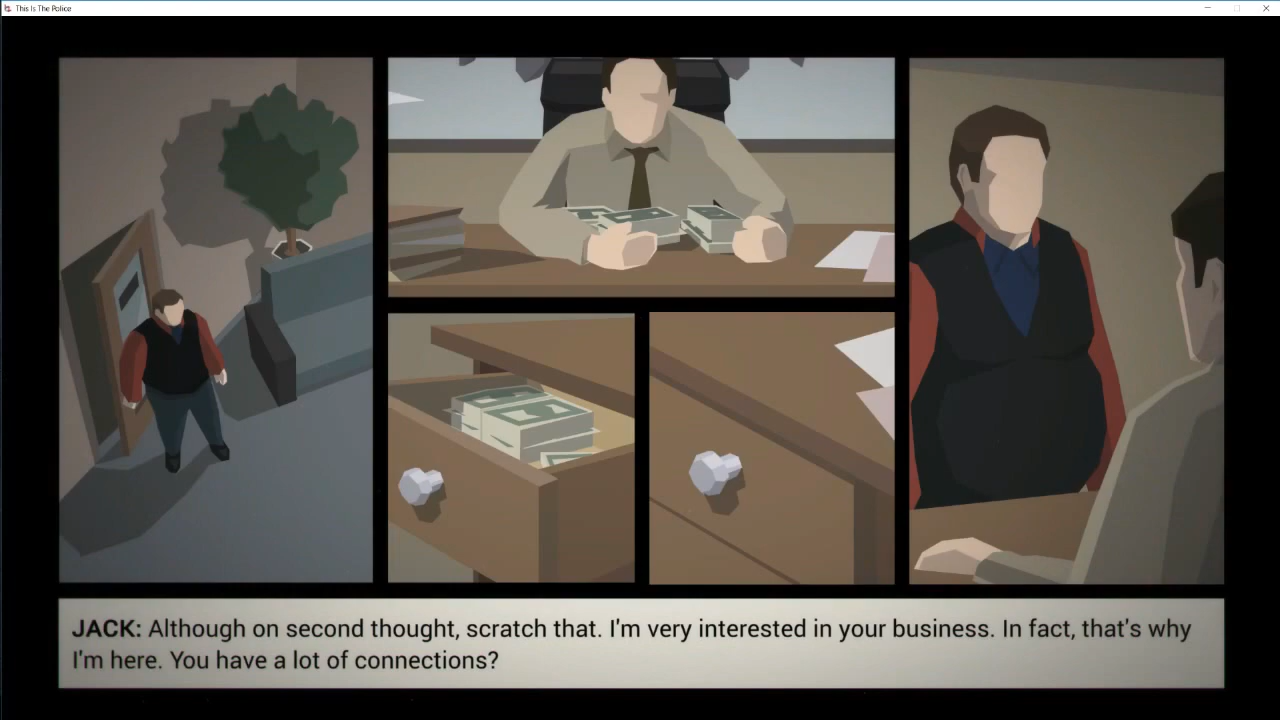 This Is The Police
JACK: Although on second thought, scratch that. I'm very interested in your business. In fact, that's why
I'm here. You have a lot of connections?